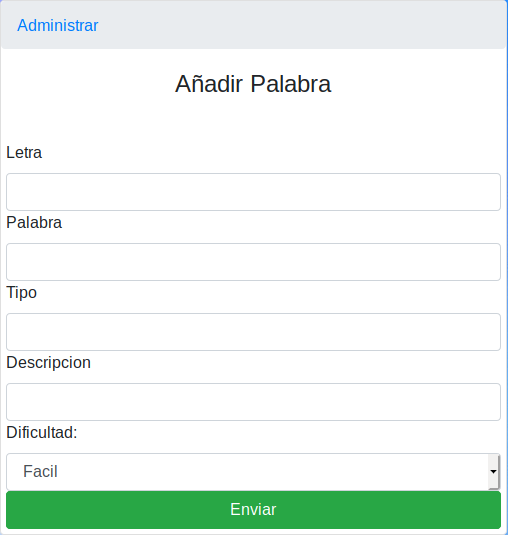 Administrar
Añadir Palabra
Letra
Palabra
Tipo
Descripcion
Dificultad:
Facil
Enviar